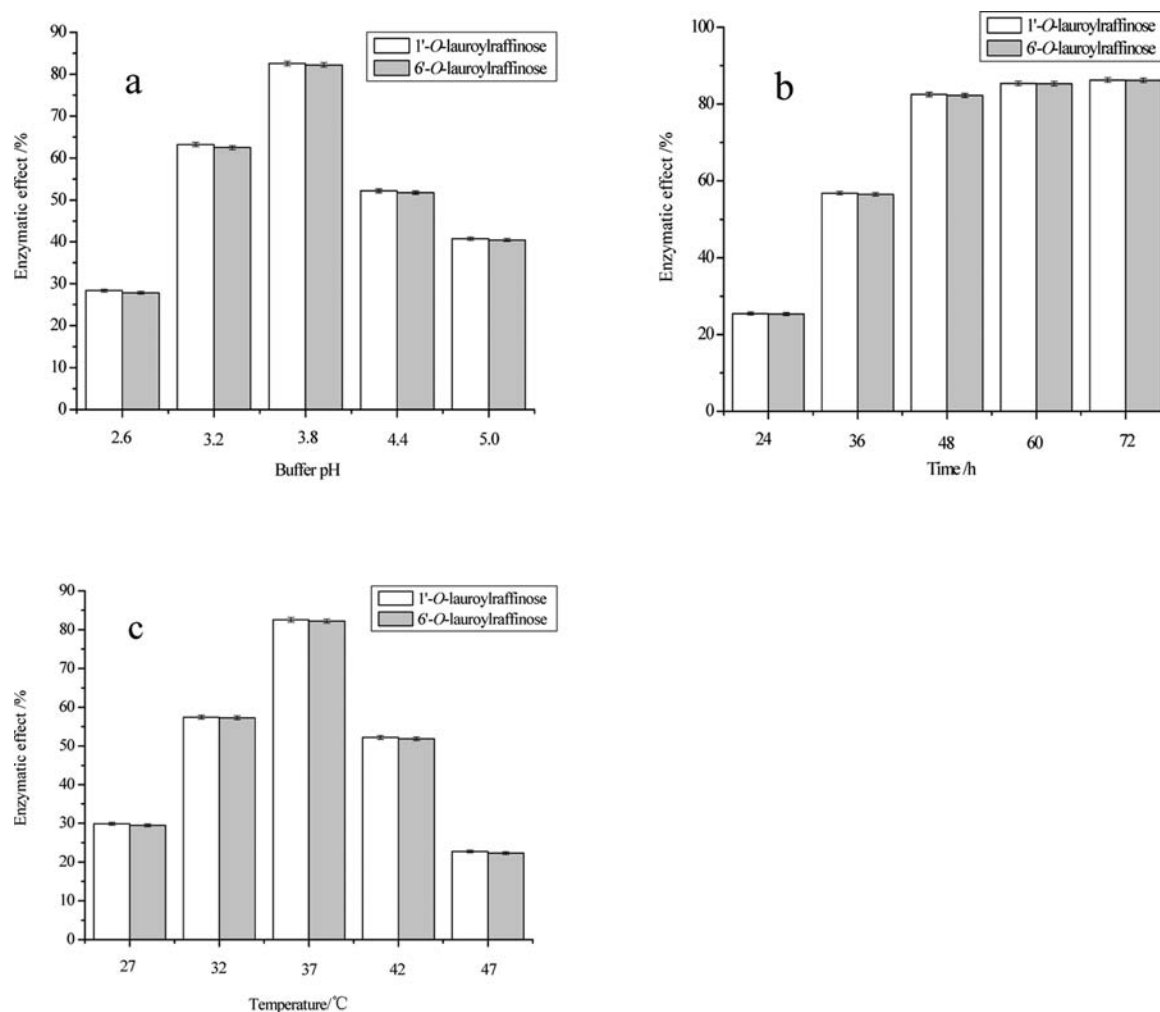 a
1'-O-lauroylraffinose
6'-O-lauroylraffinose
Enzymatic effect /%
90
80
70
60
50
40
30
20
10
0
2.6 3.2 3.8 4.4 5.0
Buffer pH
b
1'-O-lauroylraffinose
6'-O-lauroylraffinose
Enzymatic effect /%
100
80
60
40
20
0
24 36 48 60 72
Time /h
c
1'-O-lauroylraffinose
6'-O-lauroylraffinose
Enzymatic effect /%
90
80
70
60
50
40
30
20
10
0
27 32 37 42 47
Temperature/℃